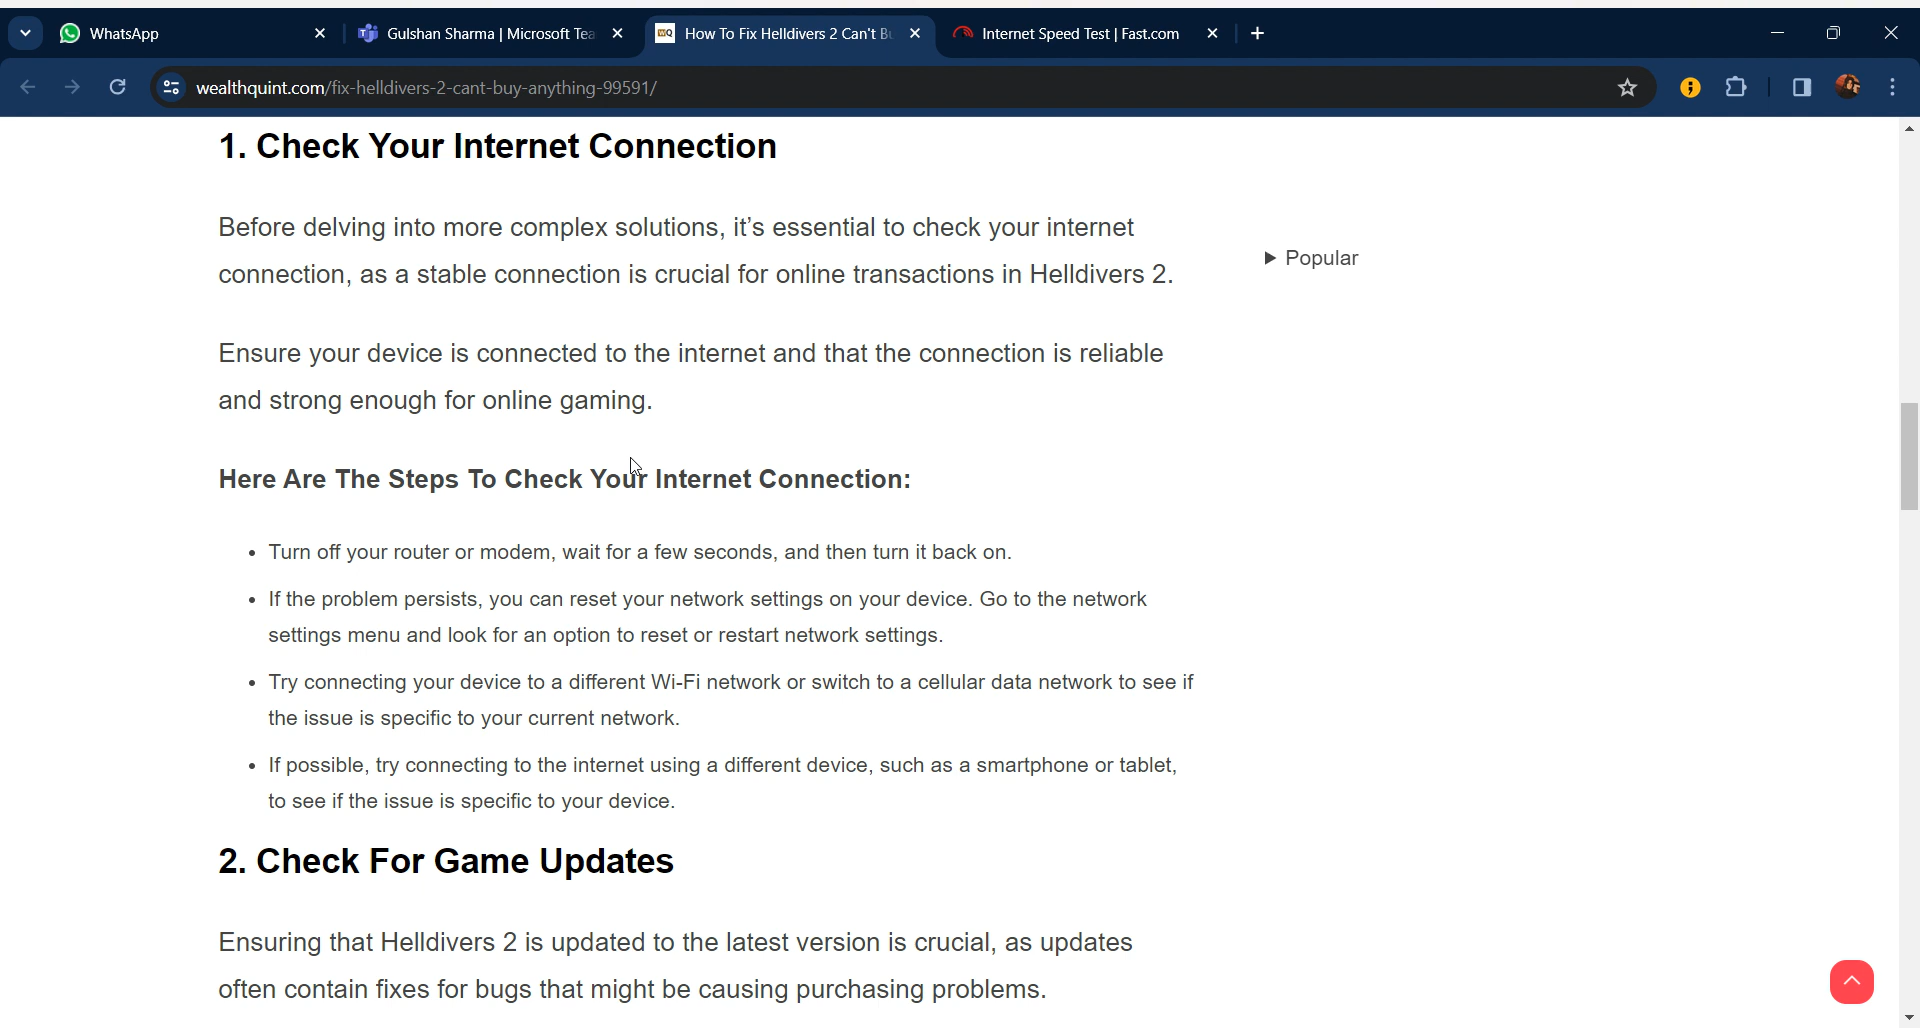 WhatsApp
Gulshan Sharma | Microsoft Tea
How To Fix Helldivers 2 Can't Bu
Internet Speed Test | Fast.com
wealthquint.com/fix-helldivers-2-cant-buy-anything-99591/
1. Check Your Internet Connection
Before delving into more complex solutions, it’s essential to check your internet
connection, as a stable connection is crucial for online transactions in Helldivers 2.
Popular
Ensure your device is connected to the internet and that the connection is reliable
and strong enough for online gaming.
Here Are The Steps To Check Your Internet Connection:
• Turn off your router or modem, wait for a few seconds, and then turn it back on.
• If the problem persists, you can reset your network settings on your device. Go to the network
settings menu and look for an option to reset or restart network settings.
• Try connecting your device to a different Wi-Fi network or switch to a cellular data network to see if
the issue is specific to your current network.
• If possible, try connecting to the internet using a different device, such as a smartphone or tablet,
to see if the issue is specific to your device.
2. Check For Game Updates
Ensuring that Helldivers 2 is updated to the latest version is crucial, as updates
often contain fixes for bugs that might be causing purchasing problems.